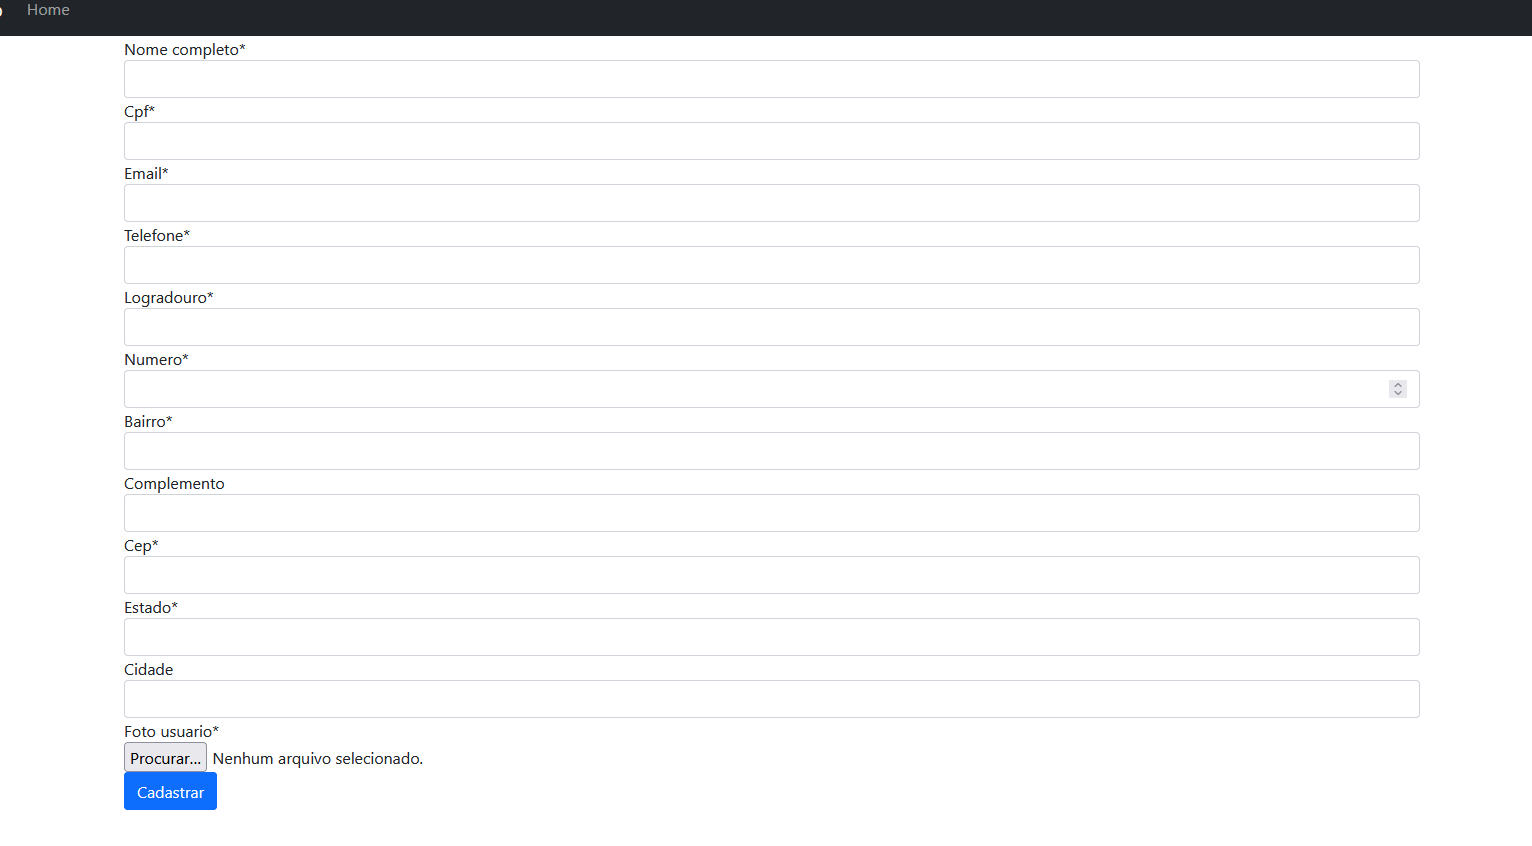 Home
Nome completo*
Cpf*
Email*
Telefone*
Logradouro*
Numero*
Bairro*
Complemento
Cep*
Estado*
Cidade
Foto usuario*
Procurar... Nenhum arquivo selecionado.
Cadastrar